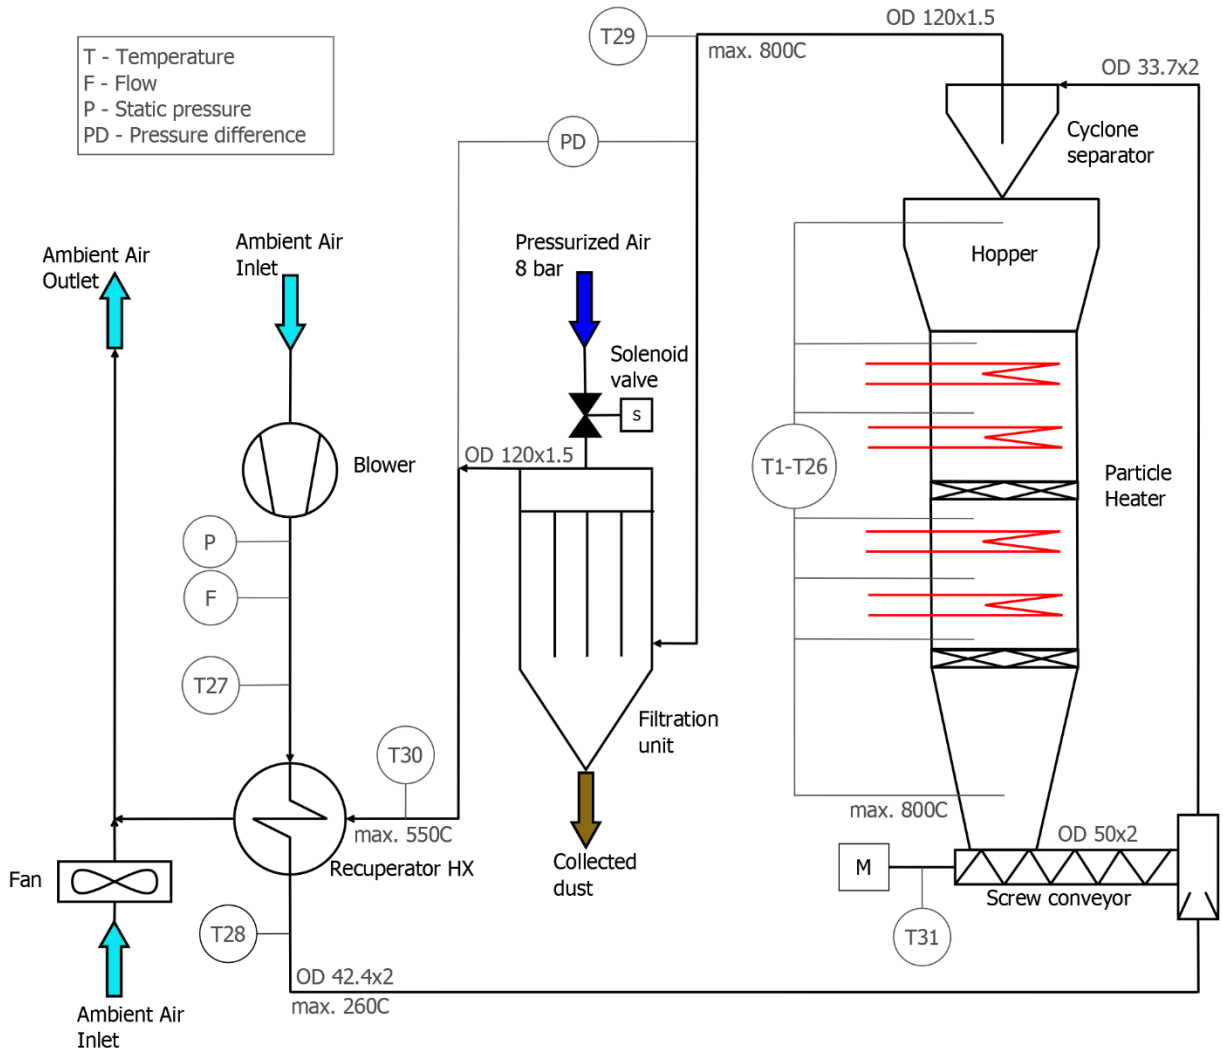 T - Temperature
F - Flow
P - Static pressure
PD - Pressure difference
OD 120x1.5
T29
max. 800C
OD 33.7x2
Cyclone
separator
PD
Ambient Air
Outlet
Ambient Air
Inlet
Pressurized Air
8 bar
Hopper
Solenoid
valve
s
OD 120x1.5
Blower
T1-T26
Particle
Heater
P
F
T27
Filtration
unit
T30
max. 550C
Recuperator HX
max. 800C
OD 50x2
Fan
Collected
dust
M
Screw conveyor
T28
T31
OD 42.4x2
max. 260C
Ambient Air
Inlet